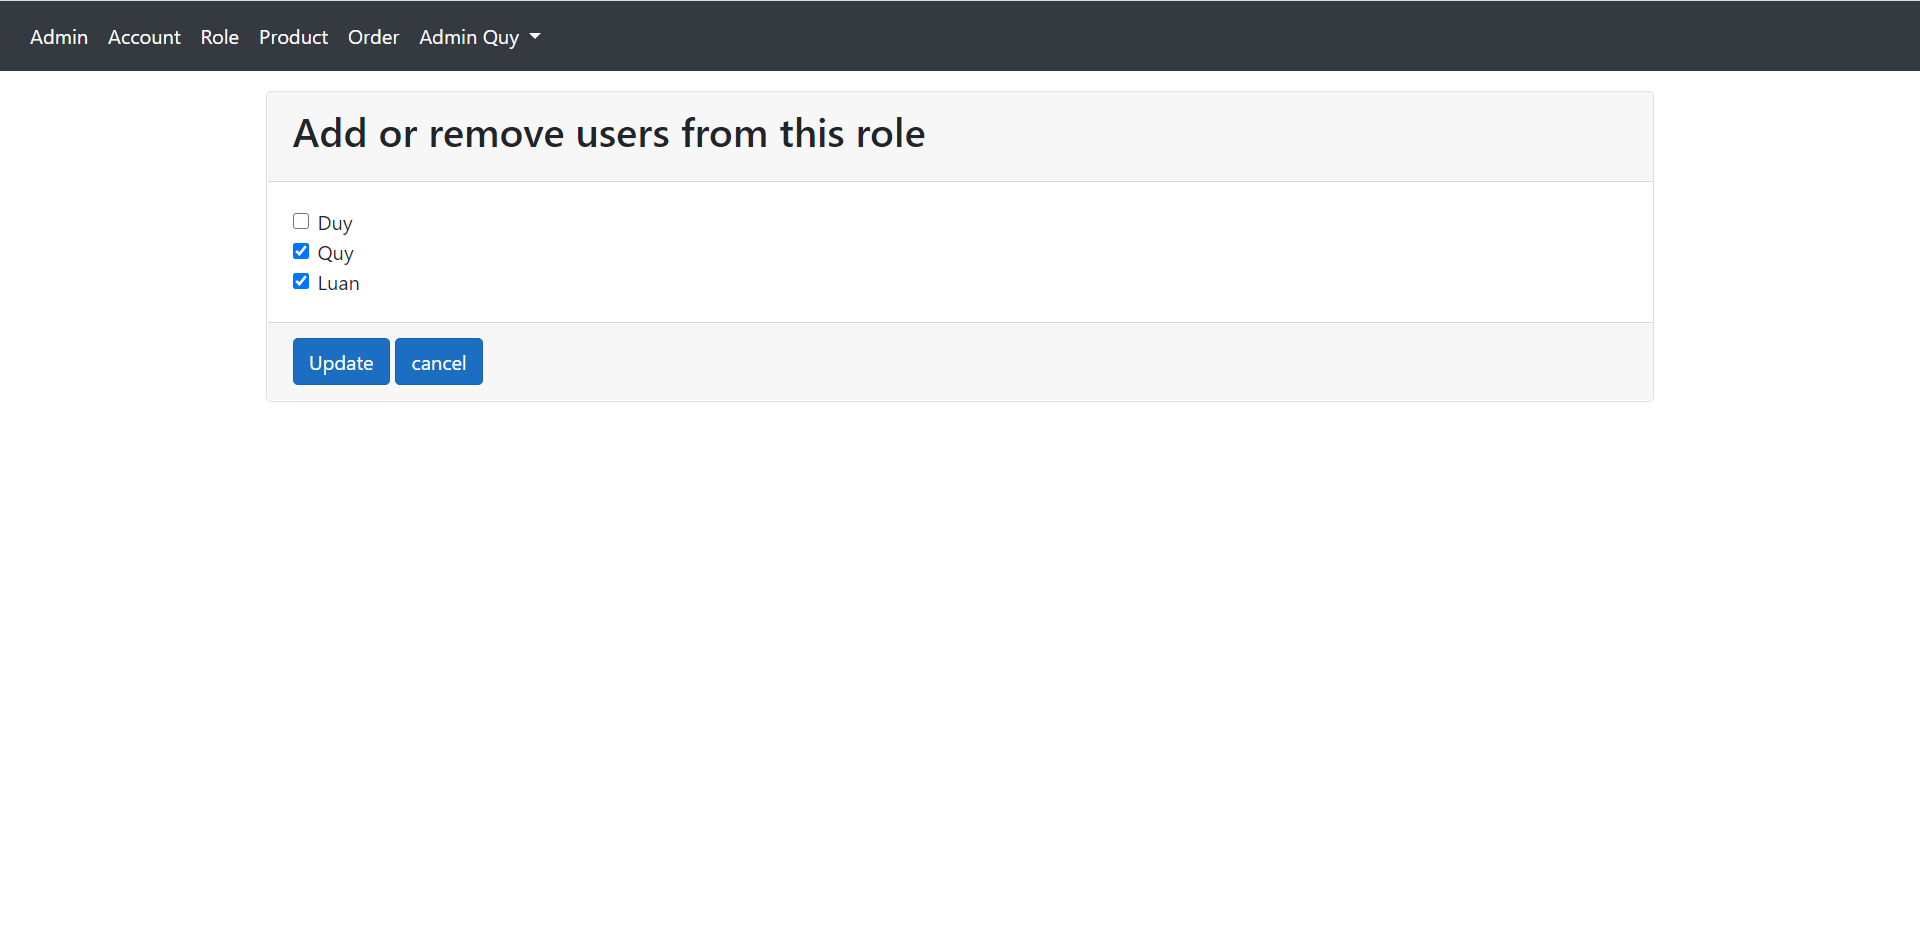 Admin Account Role Product Order Admin Quy
Add or remove users from this role
Duy
Quy
Luan
Update cancel